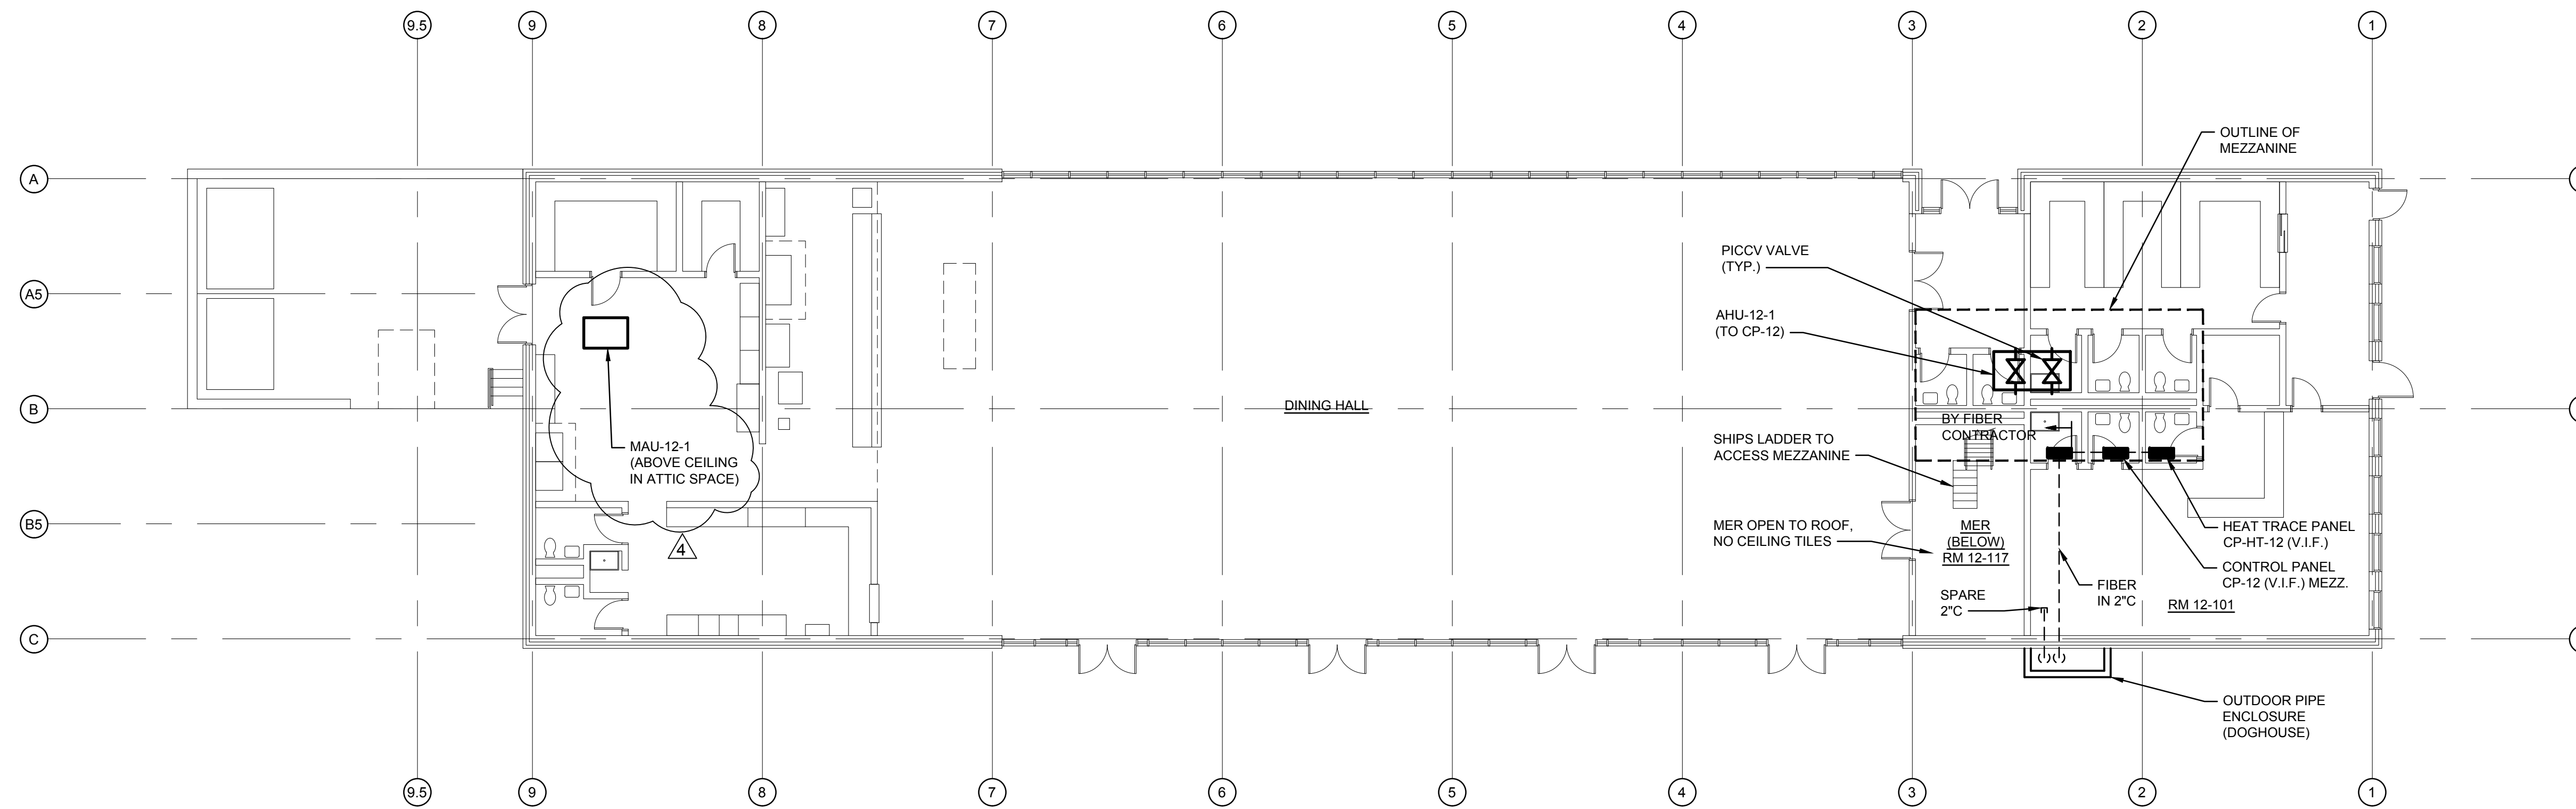 9.5
9
8
7
6
5
4
3
2
1
OUTLINE OF
MEZZANINE
A
PICCV VALVE
(TYP.)
A5
AHU-12-1
(TO CP-12)
B
DINING HALL
BY FIBER
CONTRACTOR
MAU-12-1
(ABOVE CEILING
IN ATTIC SPACE)
SHIPS LADDER TO
ACCESS MEZZANINE
B5
4
MER OPEN TO ROOF,
NO CEILING TILES
MER
(BELOW)
RM 12-117
HEAT TRACE PANEL
CP-HT-12 (V.I.F.)
CONTROL PANEL
CP-12 (V.I.F.) MEZZ.
FIBER
IN 2"C
SPARE
2"C
RM 12-101
C
OUTDOOR PIPE
ENCLOSURE
(DOGHOUSE)
9.5
9
8
7
6
5
4
3
2
1